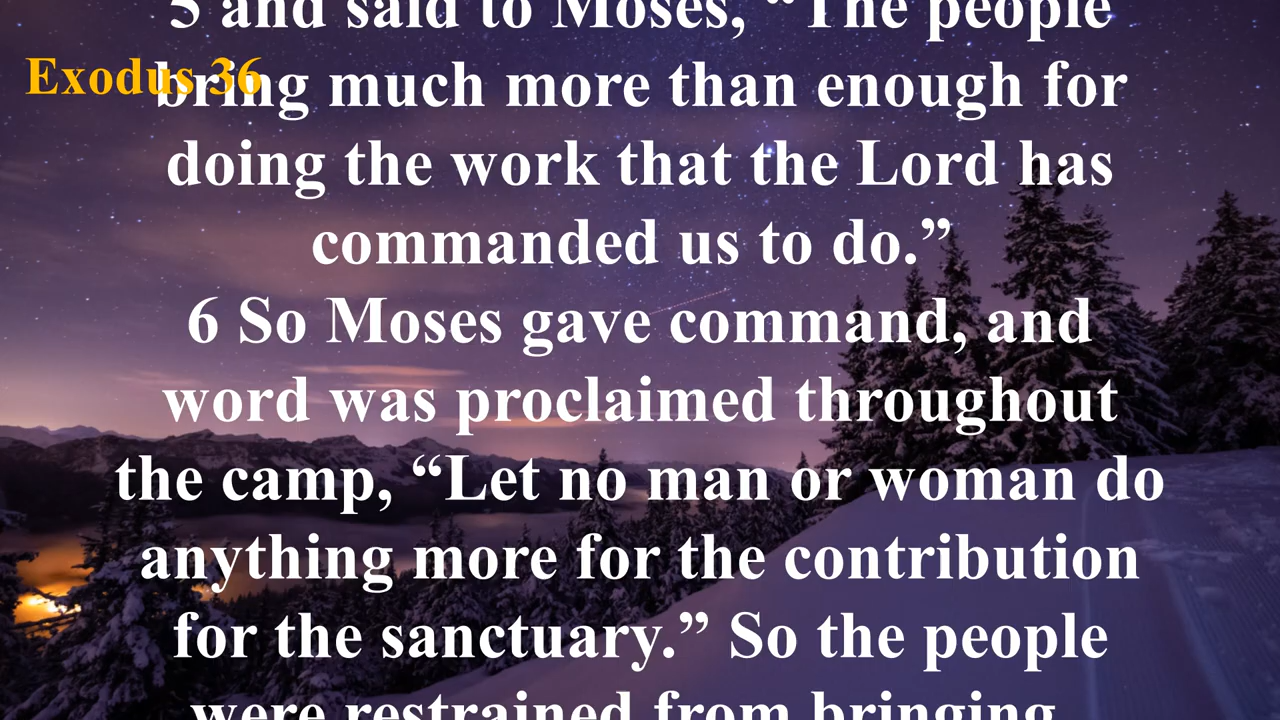 5 and said to Moses, “The people
Exodus 36
bring much more than enough for
doing the work that the Lord has
commanded us to do.”
6 So Moses gave command, and
word was proclaimed throughout
the camp, “Let no man or woman do
anything more for the contribution
for the sanctuary.” So the people
were restrained from bringing,